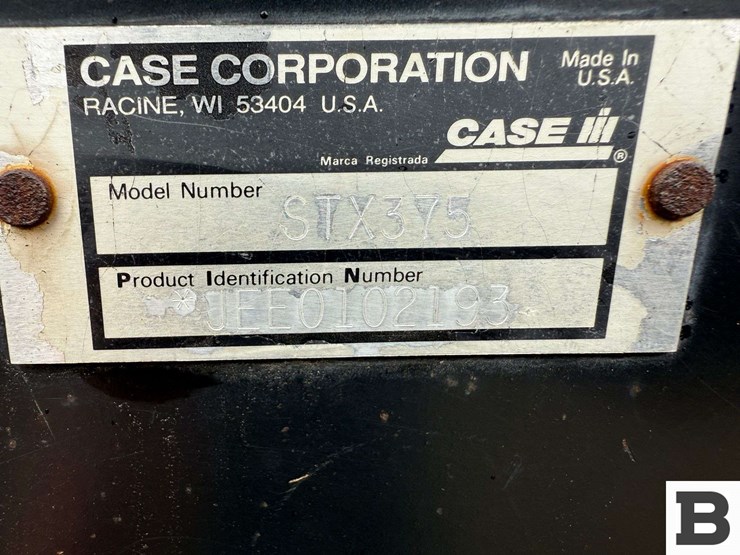 CASE CORPORATION
Made In
U.S.A.
RACINE, WI 53404 U.S.A.
CASE IH ®
Marca Registrada
Model Number
STX375
Product Identification Number
JEE0102193
B